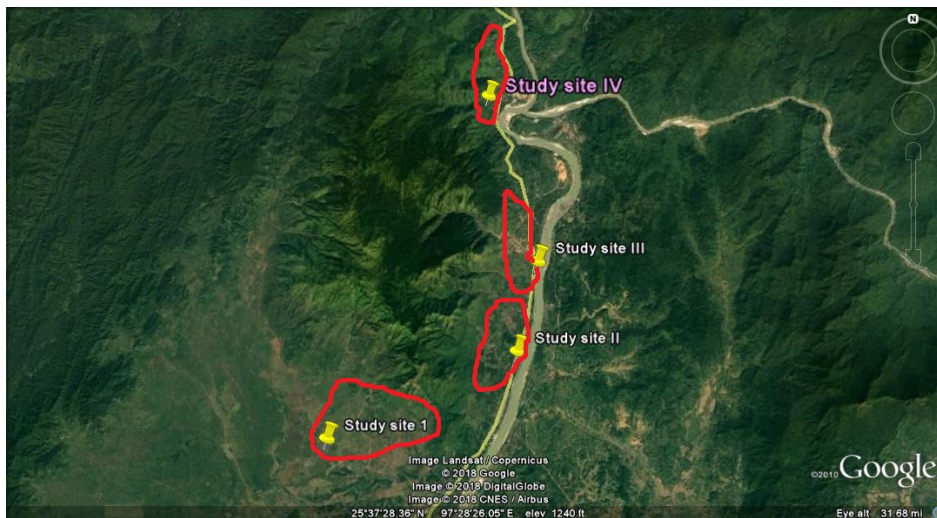 N
Study site IV
Study site III
Study site II
Study site 1
Image Landsat / Copernicus
© 2018 Google
Image © 2018 DigitalGlobe
Image © 2018 CNES / Airbus
©2010 Google
25°37'28.36" N 97°28'26.05" E elev 1240 ft
Eye alt 31.68 mi